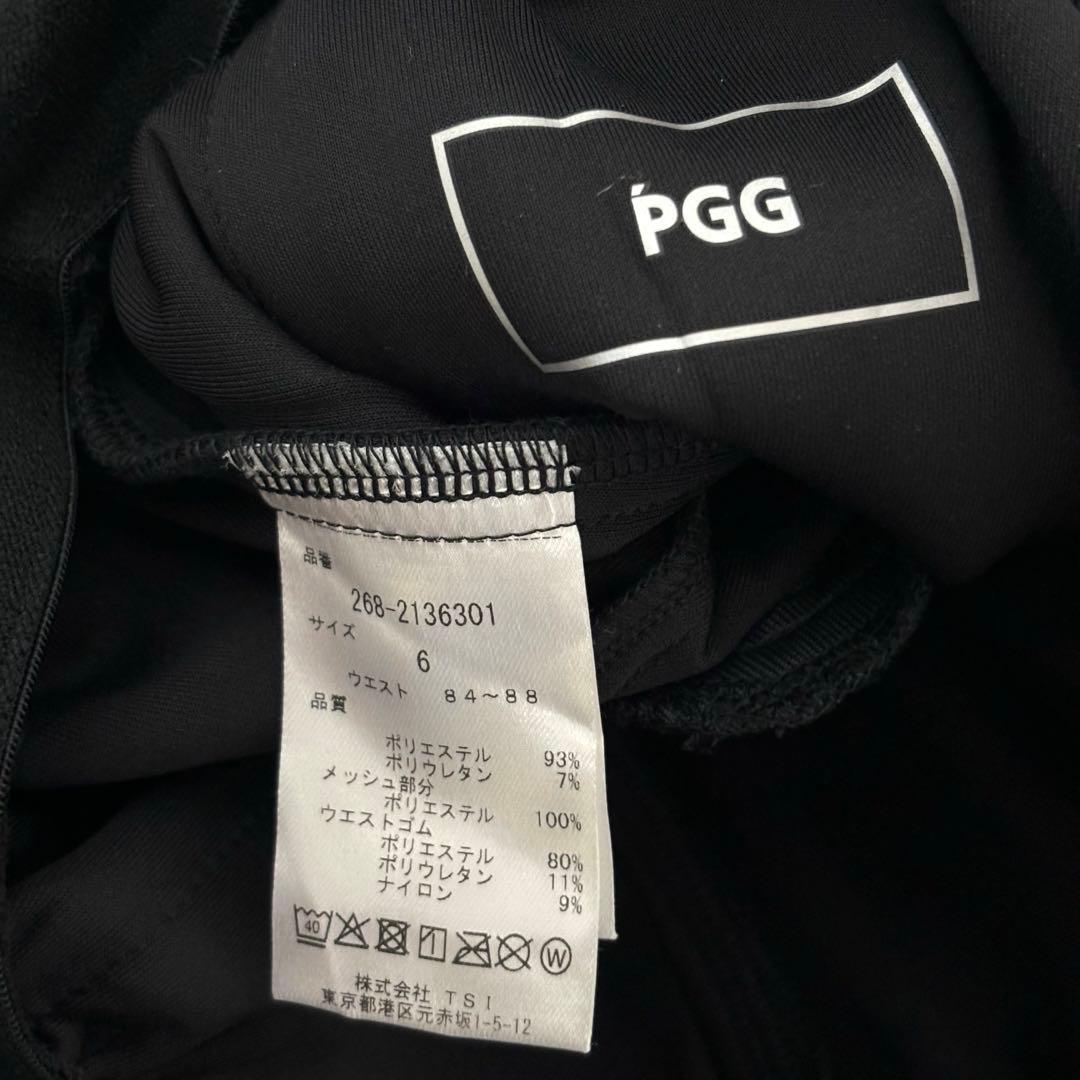 PGG
品番
268-2136301
サイズ
6
ウエスト 84～88
品質
ポリエステル 93%
ポリウレタン 7%
メッシュ部分
ポリエステル 100%
ウエストゴム
ポリエステル 80%
ポリウレタン 11%
ナイロン 9%
40
W
株式会社 TSI
東京都港区元赤坂1-5-12